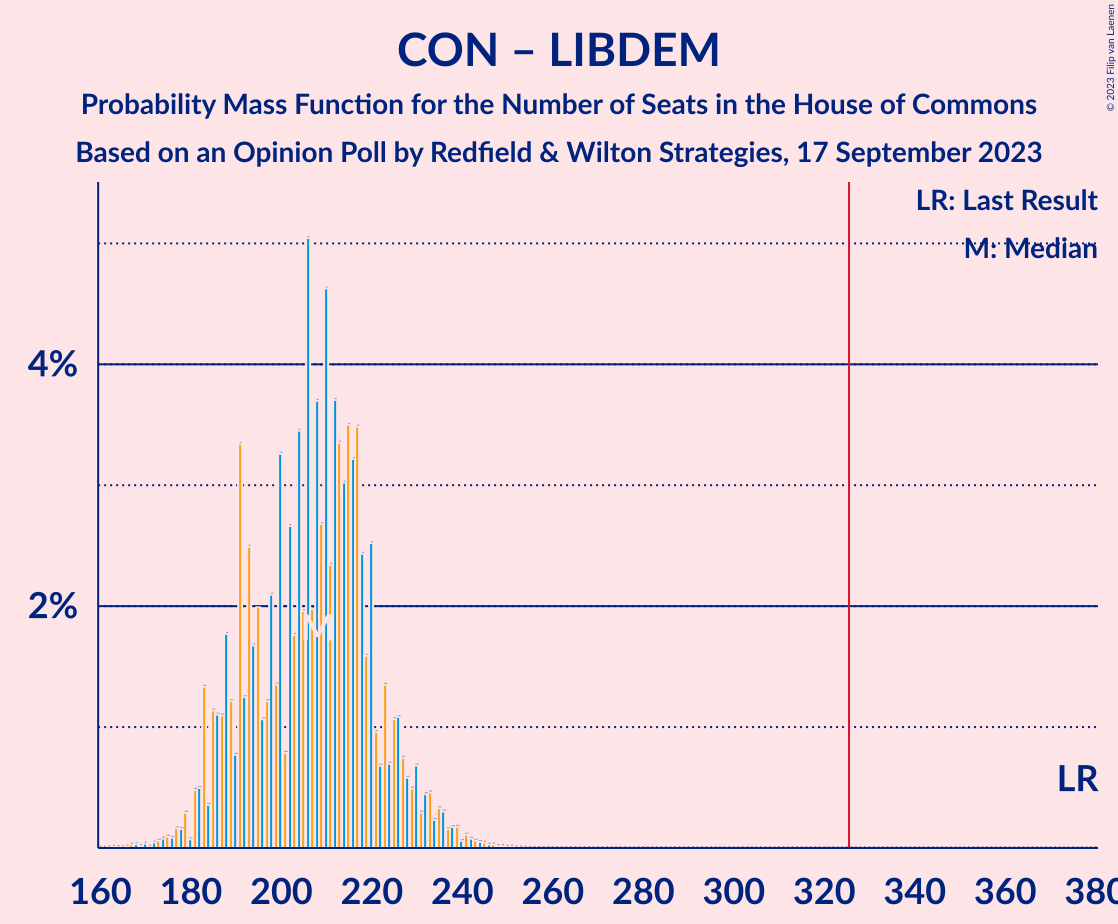 CON – LIBDEM
Probability Mass Function for the Number of Seats in the House of Commons
Based on an Opinion Poll by Redfield & Wilton Strategies, 17 September 2023
© 2023 Filip van Laenen
LR: Last Result
M: Median
4%
2%
LR
160 180 200 220 240 260 280 300 320 340 360 380